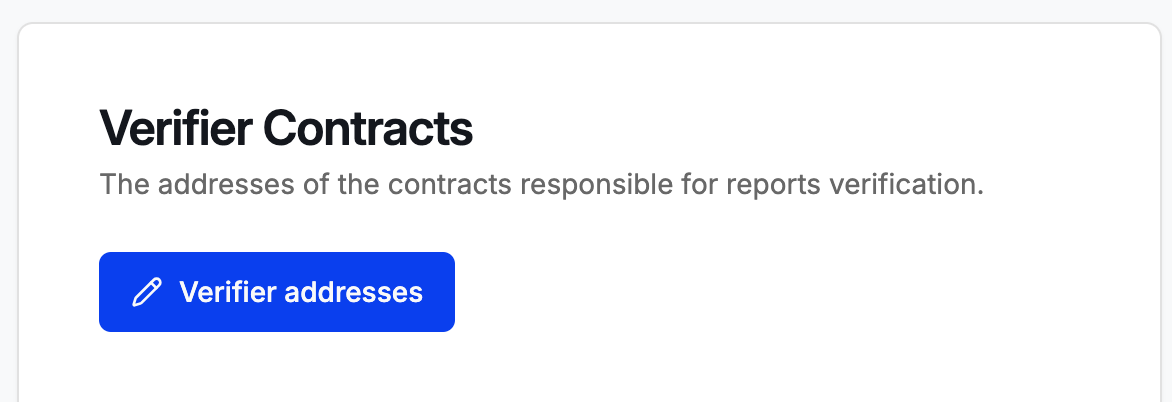 Verifier Contracts
The addresses of the contracts responsible for reports verification.
Verifier addresses